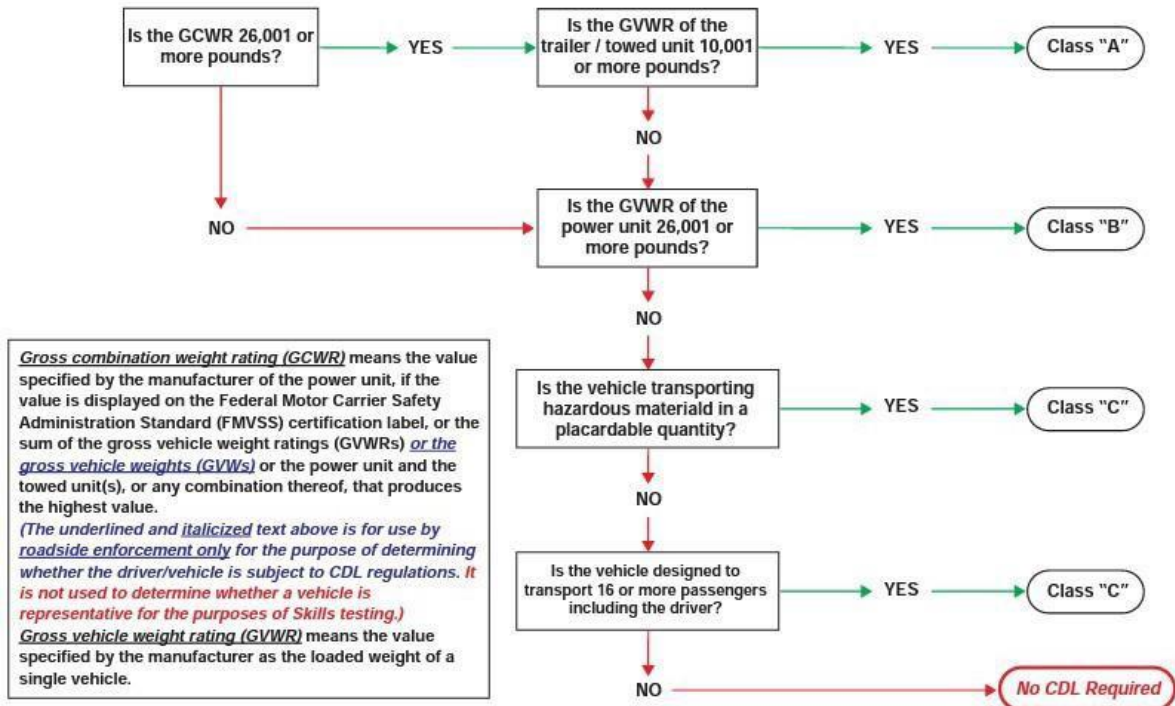 Is the GCWR 26,001 or
more pounds?
YES
Is the GVWR of the
trailer / towed unit 10,001
or more pounds?
YES
Class "A"
NO
NO
Is the GVWR of the
power unit 26,001 or
more pounds?
YES
Class "B"
NO
Gross combination weight rating (GCWR) means the value
specified by the manufacturer of the power unit, if the
value is displayed on the Federal Motor Carrier Safety
Administration Standard (FMVSS) certification label, or the
sum of the gross vehicle weight ratings (GVWRs) or the
gross vehicle weights (GVWs) or the power unit and the
towed unit(s), or any combination thereof, that produces
the highest value.
(The underlined and italicized text above is for use by
roadside enforcement only for the purpose of determining
whether the driver/vehicle is subject to CDL regulations. It
is not used to determine whether a vehicle is
representative for the purposes of Skills testing.)
Gross vehicle weight rating (GVWR) means the value
specified by the manufacturer as the loaded weight of a
single vehicle.
Is the vehicle transporting
hazardous materiald in a
placardable quantity?
YES
Class "C"
NO
Is the vehicle designed to
transport 16 or more passengers
including the driver?
YES
Class "C"
NO
No CDL Required